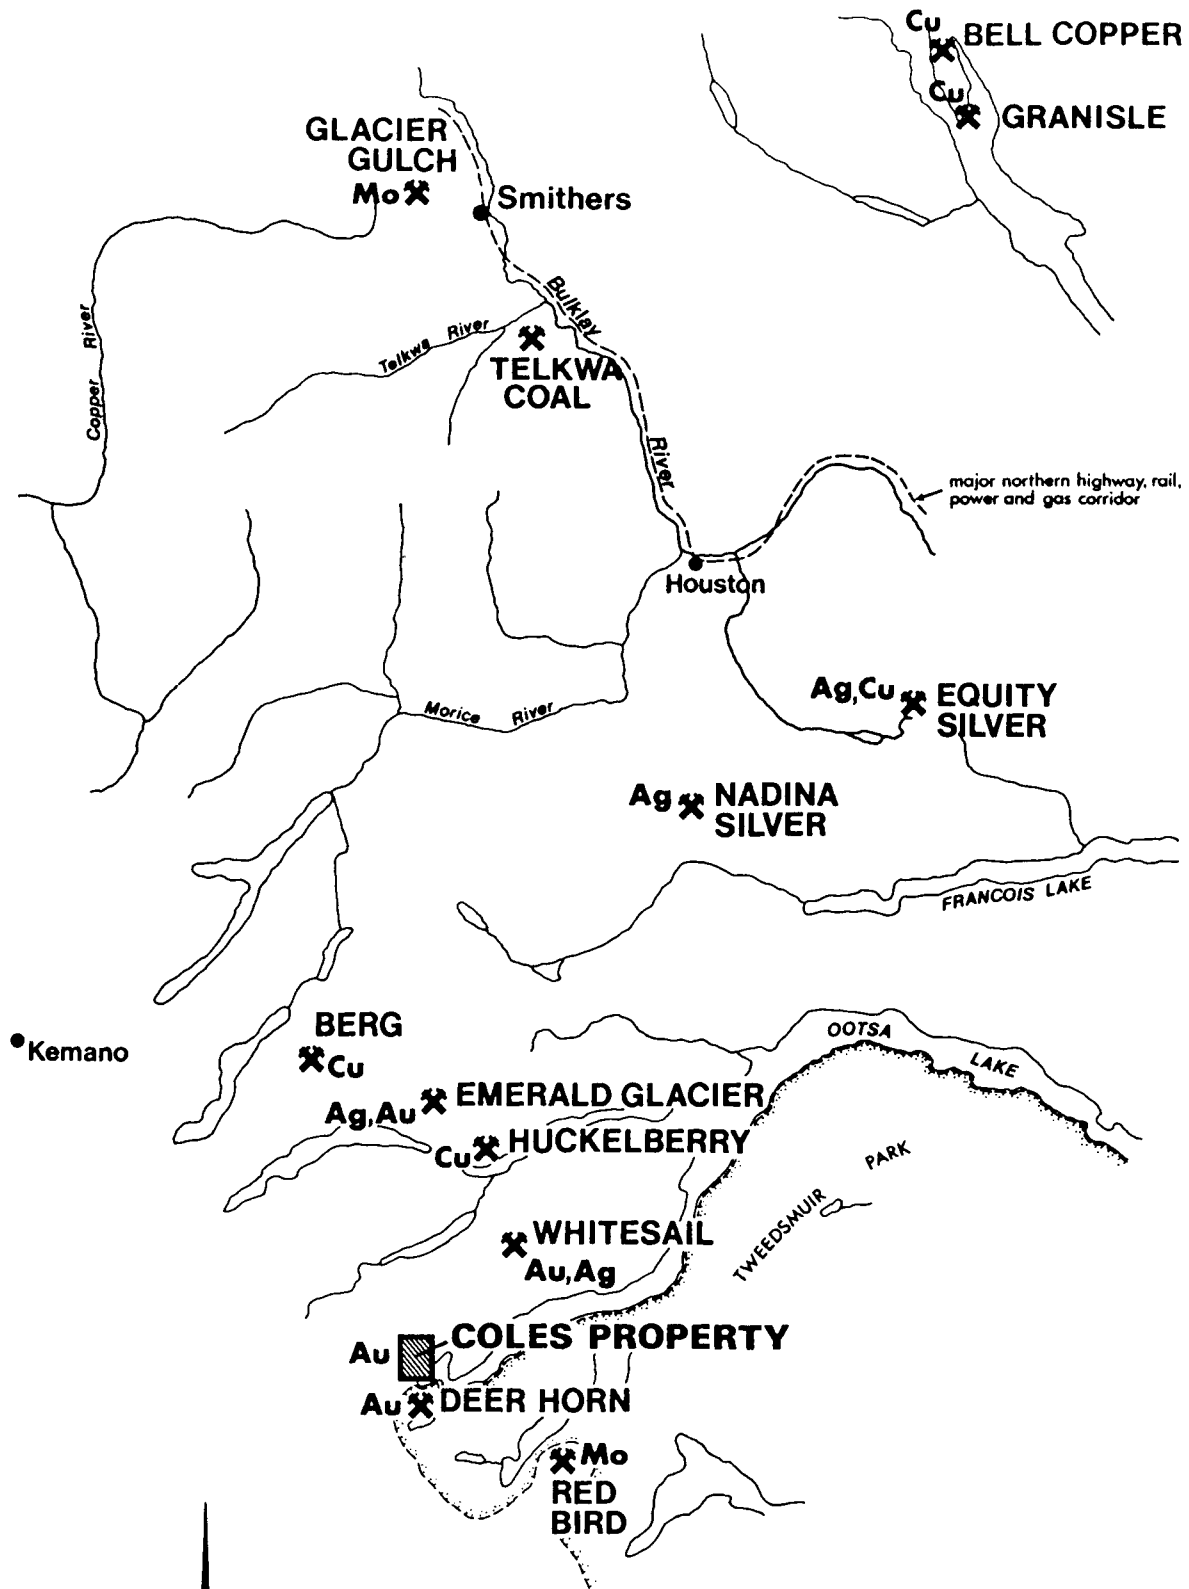 Cu
BELL COPPER
Cu
GRANISLE
GLACIER
GULCH
Mo
Smithers
Bulklay
River
Telkwa River
TELKWA
COAL
Copper River
major northern highway, rail,
power and gas corridor
Houston
Ag,Cu
EQUITY
SILVER
Morice River
Ag
NADINA
SILVER
FRANCOIS LAKE
Kemano
BERG
Cu
OOTSA LAKE
EMERALD GLACIER
Ag,Au
HUCKELBERRY
Cu
TWEEDSMUIR PARK
WHITESAIL
Au,Ag
COLES PROPERTY
Au
Au
DEER HORN
Mo
RED
BIRD